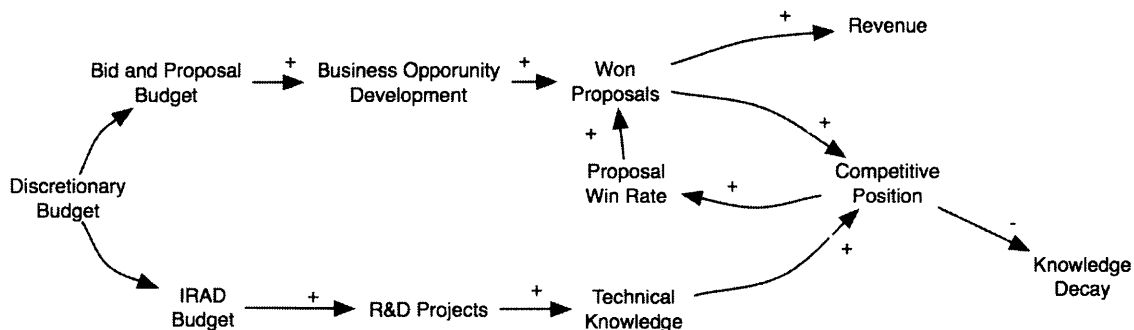 +
Revenue
Bid and Proposal
Budget
+
Business Opporunity
Development
+
Won
Proposals
+
+
Proposal
Win Rate
+
Competitive
Position
Discretionary
Budget
-
Knowledge
Decay
+
IRAD
Budget
+
R&D Projects
+
Technical
Knowledge